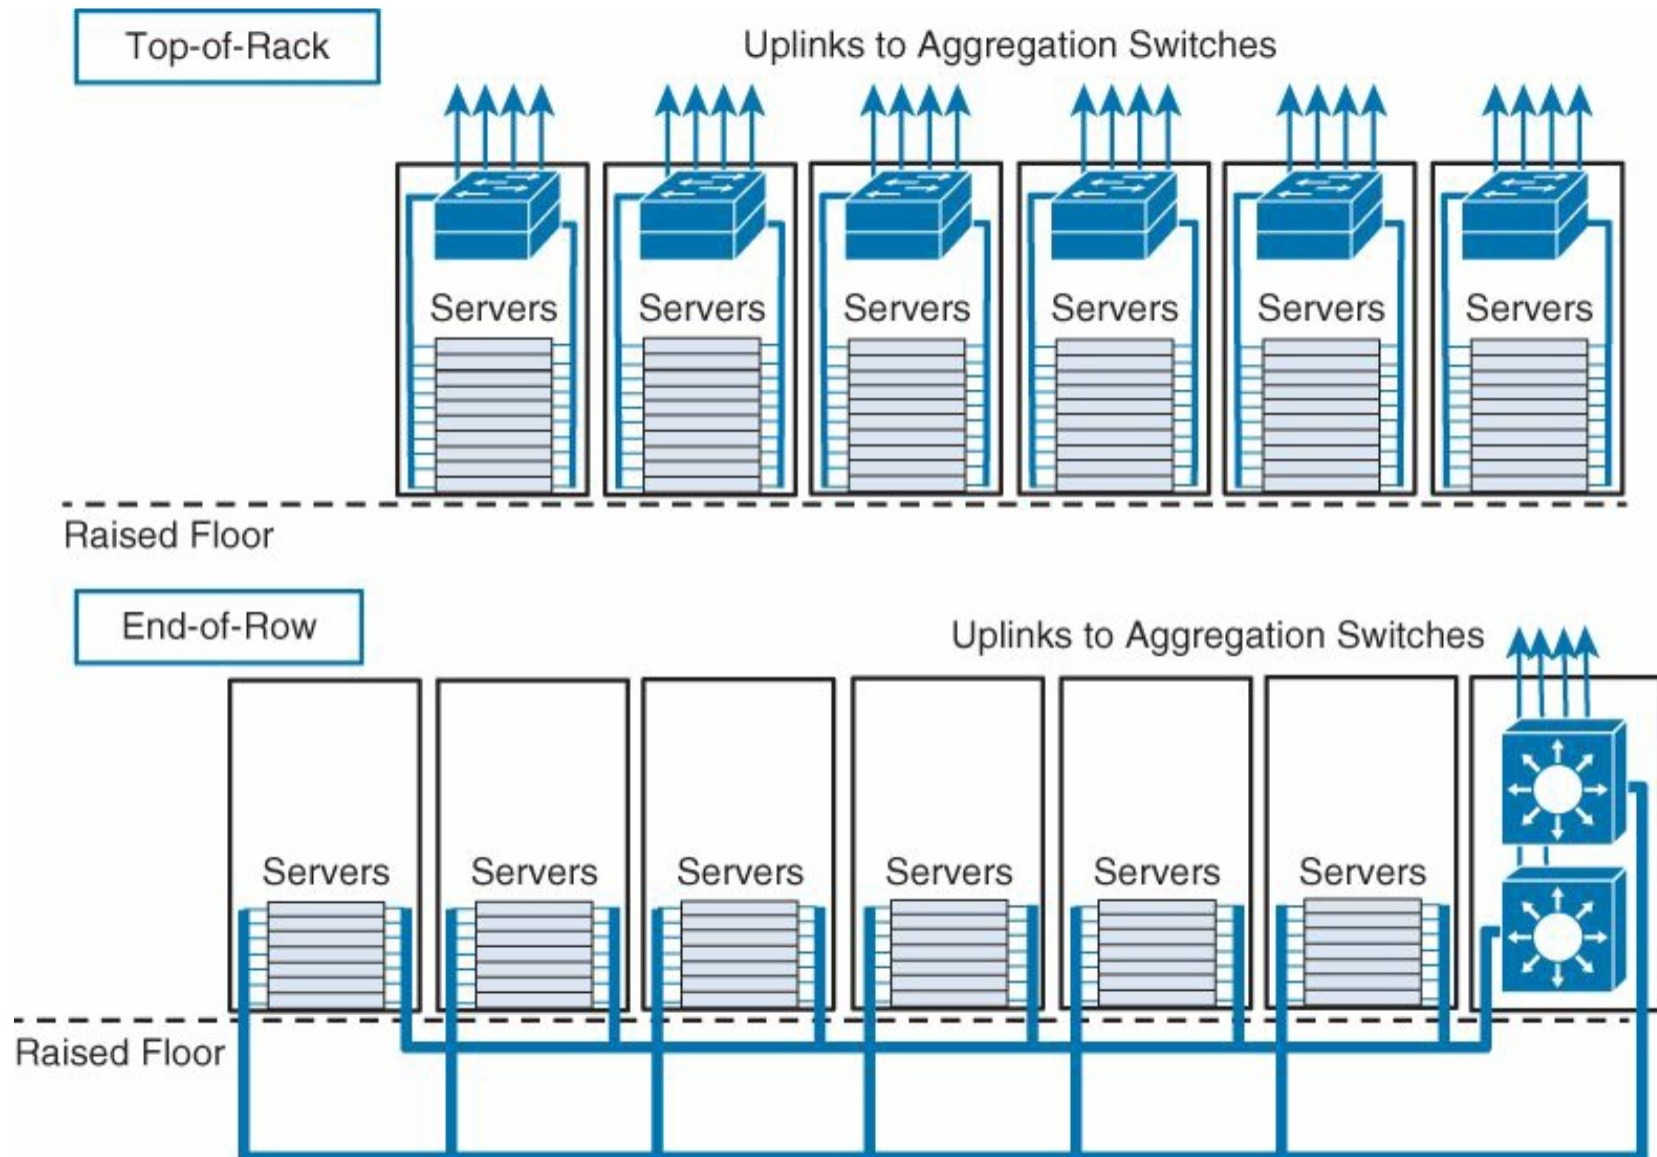 Top-of-Rack
Uplinks to Aggregation Switches
Servers
Servers
Servers
Servers
Servers
Servers
Raised Floor
End-of-Row
Uplinks to Aggregation Switches
Servers
Servers
Servers
Servers
Servers
Servers
Raised Floor